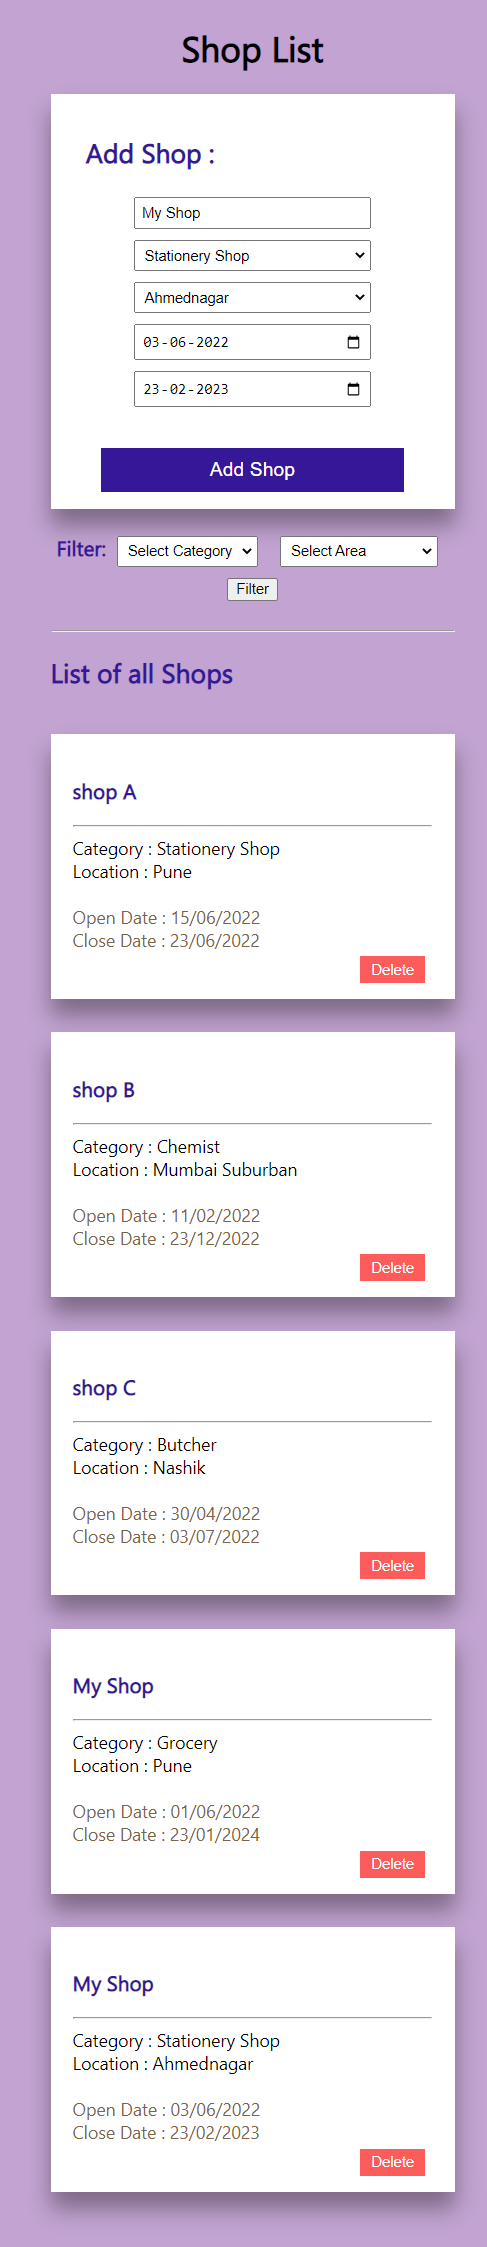 Shop List
Add Shop :
My Shop
Stationery Shop
Ahmednagar
03-06-2022
23-02-2023
Add Shop
Filter: Select Category Select Area
Filter
List of all Shops
shop A
Category : Stationery Shop
Location : Pune
Open Date : 15/06/2022
Close Date : 23/06/2022
Delete
shop B
Category : Chemist
Location : Mumbai Suburban
Open Date : 11/02/2022
Close Date : 23/12/2022
Delete
shop C
Category : Butcher
Location : Nashik
Open Date : 30/04/2022
Close Date : 03/07/2022
Delete
My Shop
Category : Grocery
Location : Pune
Open Date : 01/06/2022
Close Date : 23/01/2024
Delete
My Shop
Category : Stationery Shop
Location : Ahmednagar
Open Date : 03/06/2022
Close Date : 23/02/2023
Delete